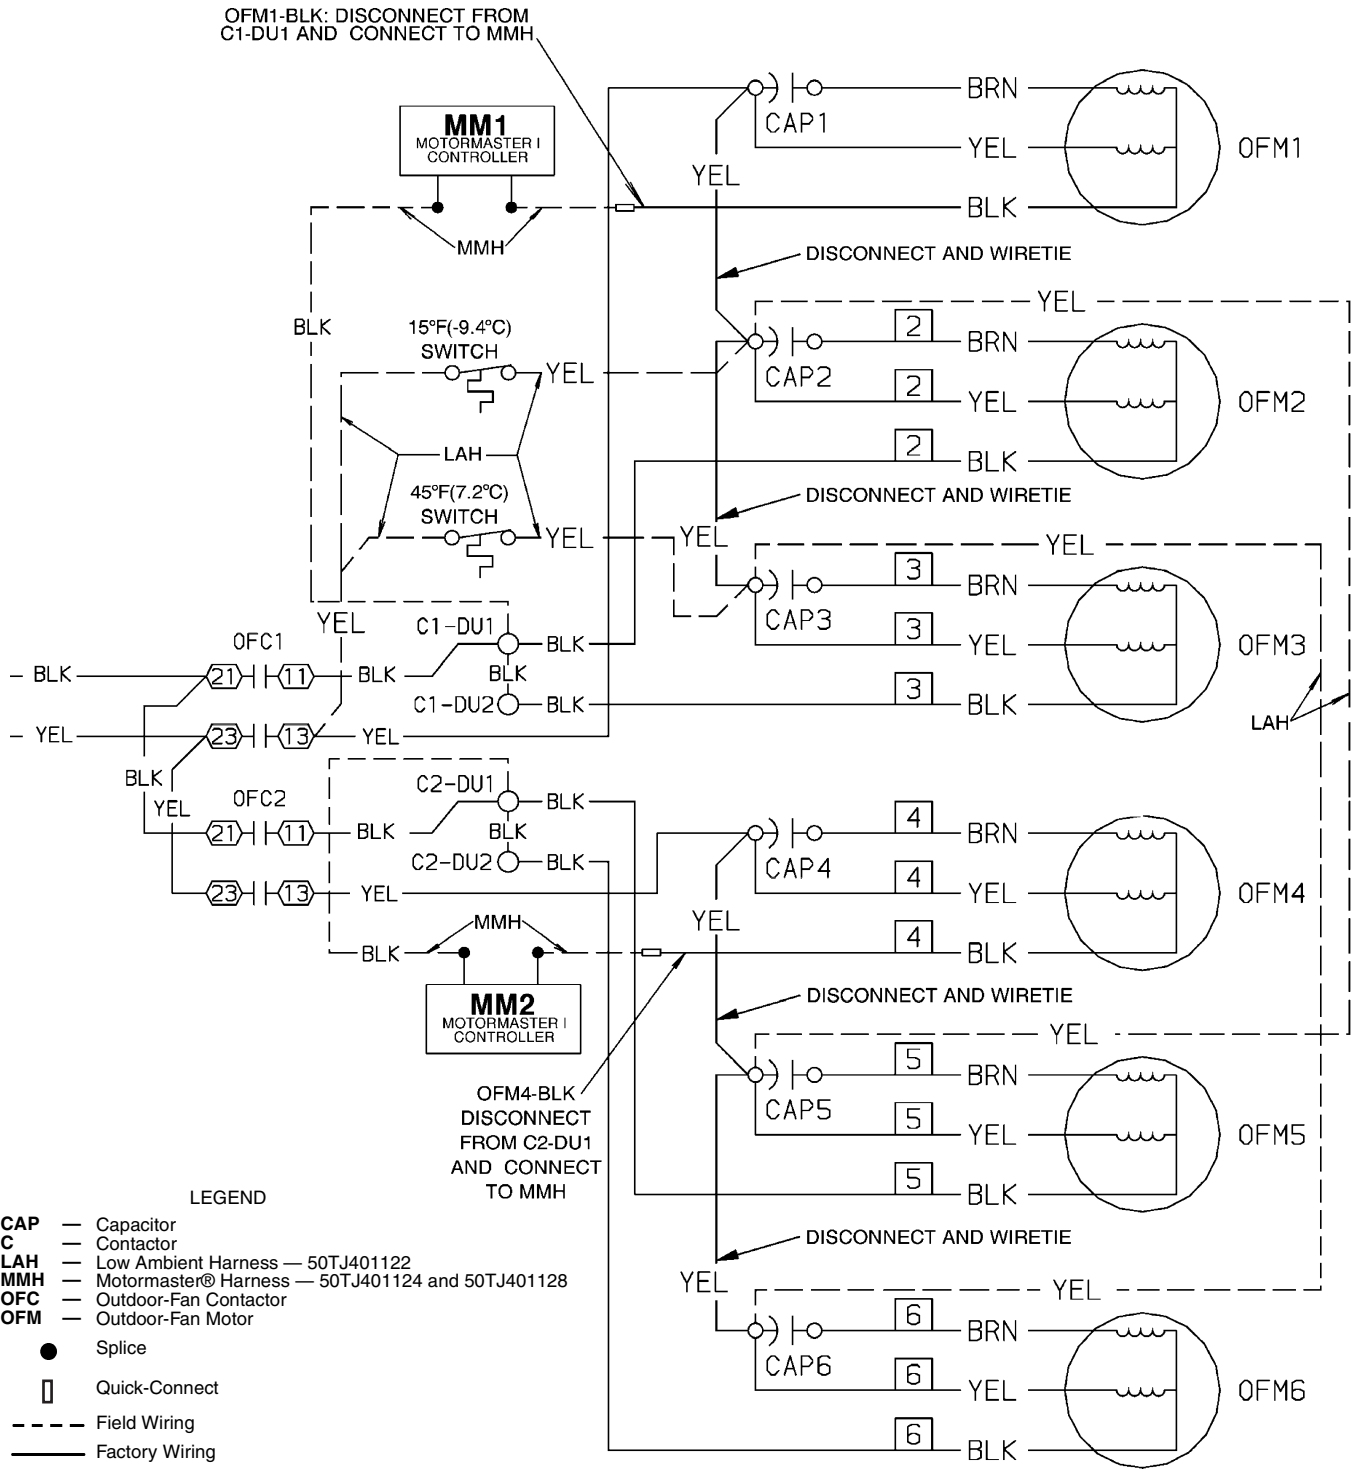 OFM1-BLK: DISCONNECT FROM
C1-DU1 AND CONNECT TO MMH
MM1
MOTORMASTER I
CONTROLLER
MMH
BRN
CAP1
YEL
OFM1
YEL
BLK
DISCONNECT AND WIRETIE
YEL
BLK
15°F(-9.4°C)
SWITCH
YEL
2
BRN
CAP2
2
YEL
OFM2
2
BLK
LAH
DISCONNECT AND WIRETIE
45°F(7.2°C)
SWITCH
YEL
YEL
YEL
3
BRN
CAP3
3
YEL
OFM3
3
BLK
LAH
YEL
OFC1
C1-DU1
BLK
BLK
21
11
BLK
BLK
C1-DU2
BLK
YEL
23
13
YEL
BLK
YEL
OFC2
C2-DU1
BLK
21
11
BLK
BLK
C2-DU2
BLK
23
13
YEL
4
BRN
CAP4
4
YEL
OFM4
YEL
4
BLK
MMH
BLK
MM2
MOTORMASTER I
CONTROLLER
DISCONNECT AND WIRETIE
YEL
OFM4-BLK
DISCONNECT
FROM C2-DU1
AND CONNECT
TO MMH
5
BRN
CAP5
5
YEL
OFM5
5
BLK
DISCONNECT AND WIRETIE
YEL
YEL
6
BRN
CAP6
6
YEL
OFM6
6
BLK
LEGEND
CAP — Capacitor
C — Contactor
LAH — Low Ambient Harness — 50TJ401122
MMH — Motormaster® Harness — 50TJ401124 and 50TJ401128
OFC — Outdoor-Fan Contactor
OFM — Outdoor-Fan Motor
Splice
Quick-Connect
Field Wiring
Factory Wiring